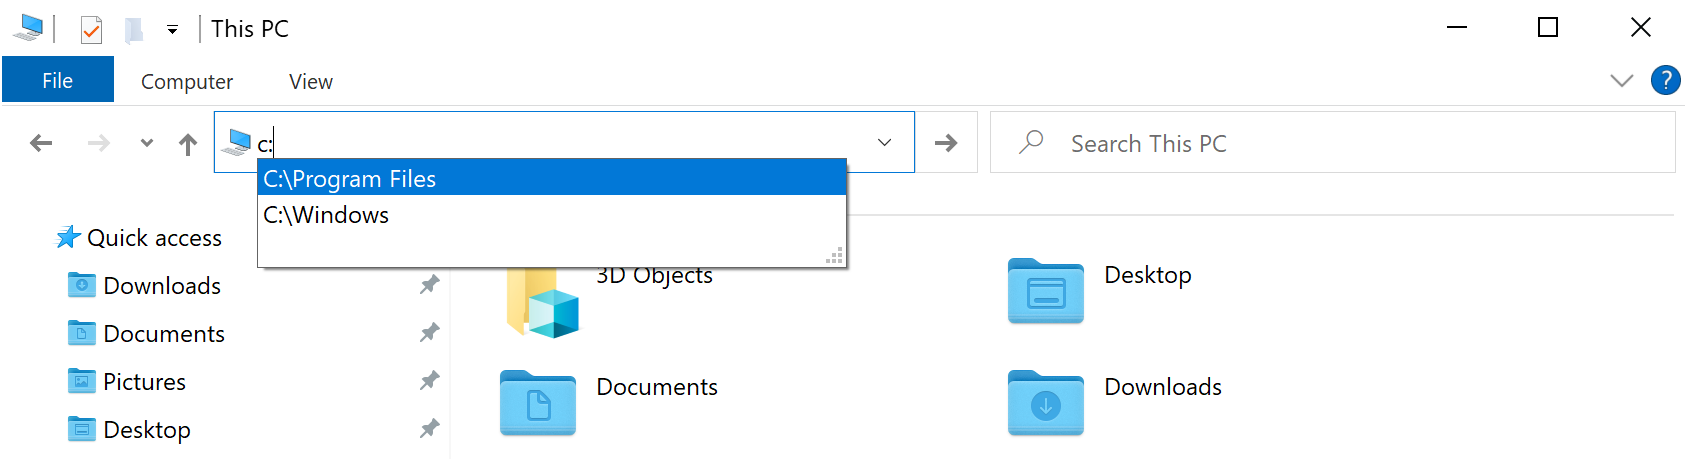 This PC
File Computer View ?
c: Search This PC
C:\Program Files
C:\Windows
Quick access
Downloads
Documents
Pictures
Desktop
3D Objects
Desktop
Documents
Downloads